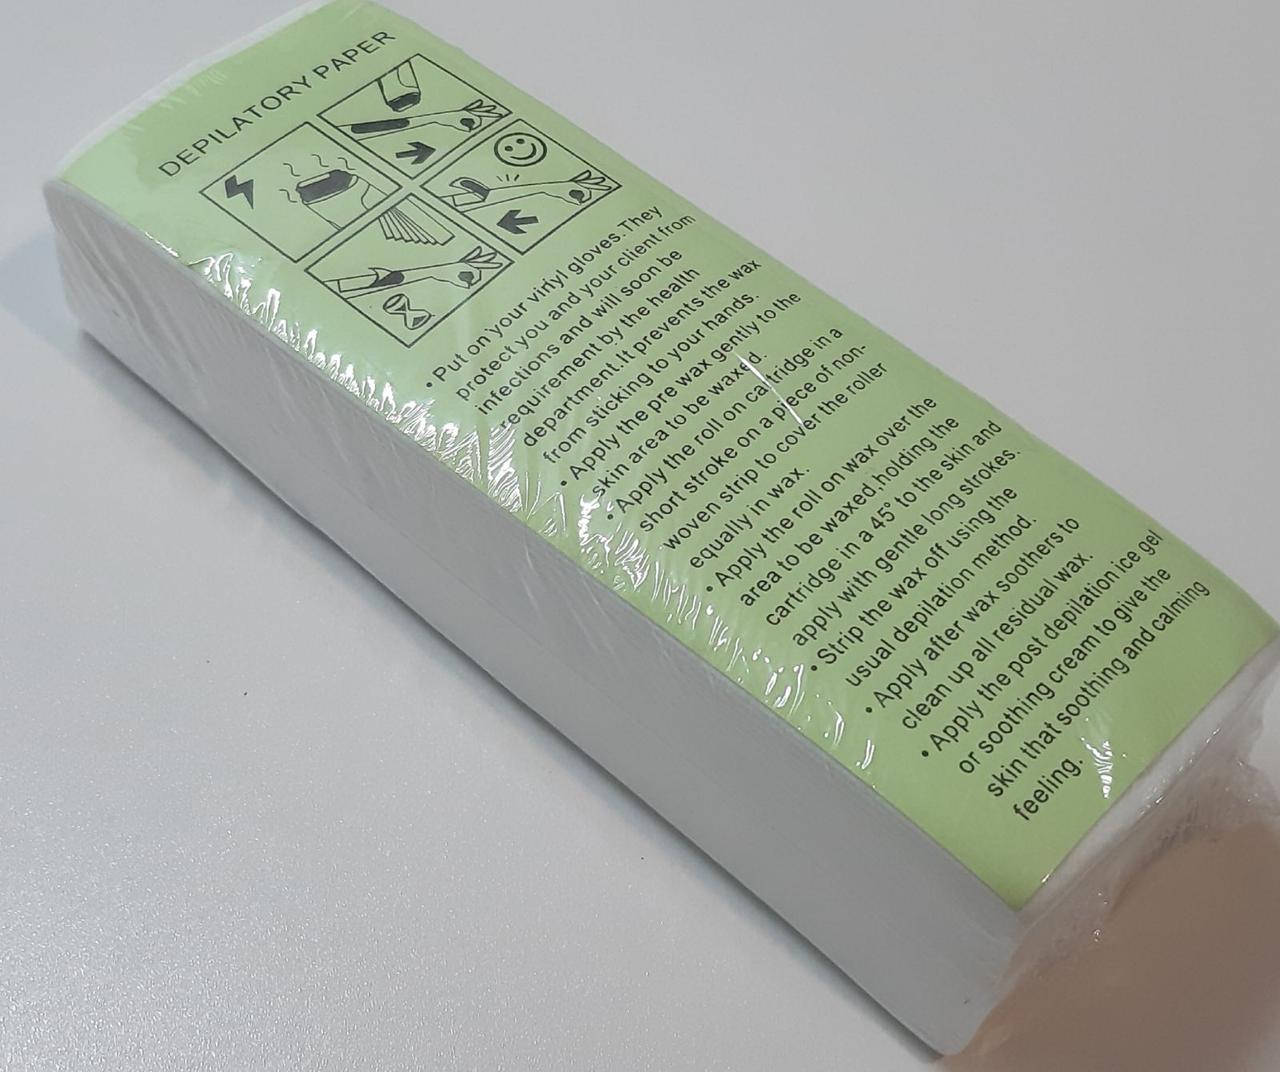 DEPILATORY PAPER
• Put on your vinlyl gloves. They
protect you and your client from
infections and will soon be
requirement by the health
department.It prevents the wax
from sticking to your hands.
• Apply the pre wax gently to the
skin area to be waxed.
• Apply the roll on cartridge in a
short stroke on a piece of non-
woven strip to cover the roller
equally in wax.
• Apply the roll on wax over the
area to be waxed.holding the
cartridge in a 45° to the skin and
apply with gentle long strokes.
• Strip the wax off using the
usual depilation method.
• Apply after wax soothers to
clean up all residual wax.
• Apply the post depilation ice gel
or soothing cream to give the
skin that soothing and calming
feeling.